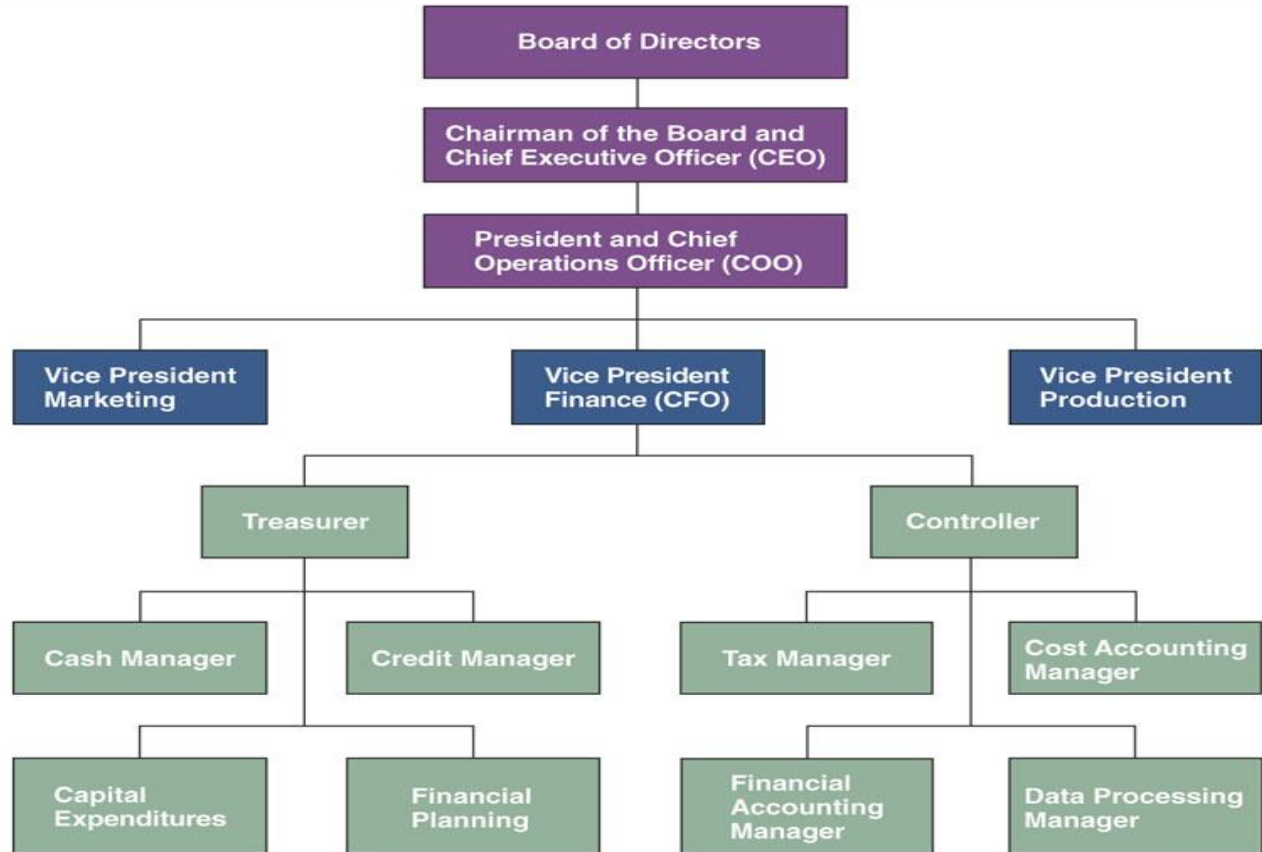 Board of Directors
Chairman of the Board and
Chief Executive Officer (CEO)
President and Chief
Operations Officer (COO)
Vice President
Marketing
Vice President
Finance (CFO)
Vice President
Production
Treasurer
Controller
Cash Manager
Credit Manager
Tax Manager
Cost Accounting
Manager
Capital
Expenditures
Financial
Planning
Financial
Accounting
Manager
Data Processing
Manager